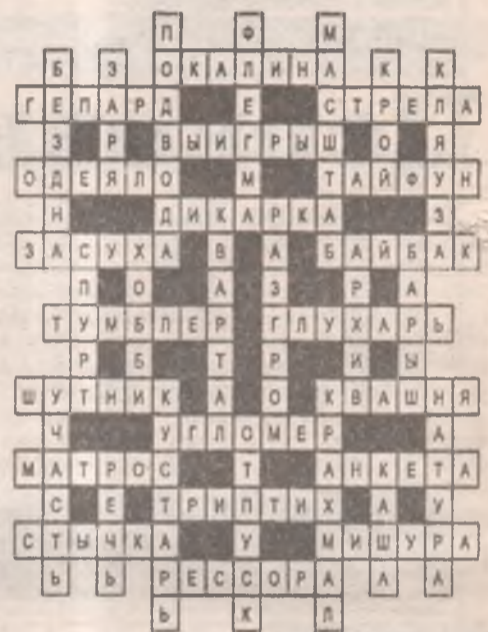 П Ф М
Б З ОКАЛИНА К К
ГЕПАРД Е СТРЕЛА
З Р ВЫИГРЫШ О Я
ОДЕЯЛО М ТАЙФУН
Н ДИКАРКА З
ЗАСУХА В А БАЙБАК
П О А З Р А
ТУМБЛЕР ГЛУХАРЬ
Р Б Т Р И Ы
ШУТНИК А О КВАШНЯ
Ч УГЛОМЕР А
МАТРОС Т АНКЕТА
С Е ТРИПТИХ А У
СТЫЧКА У МИШУРА
Ь Ь РЕССОРА Л А
Ь К Л